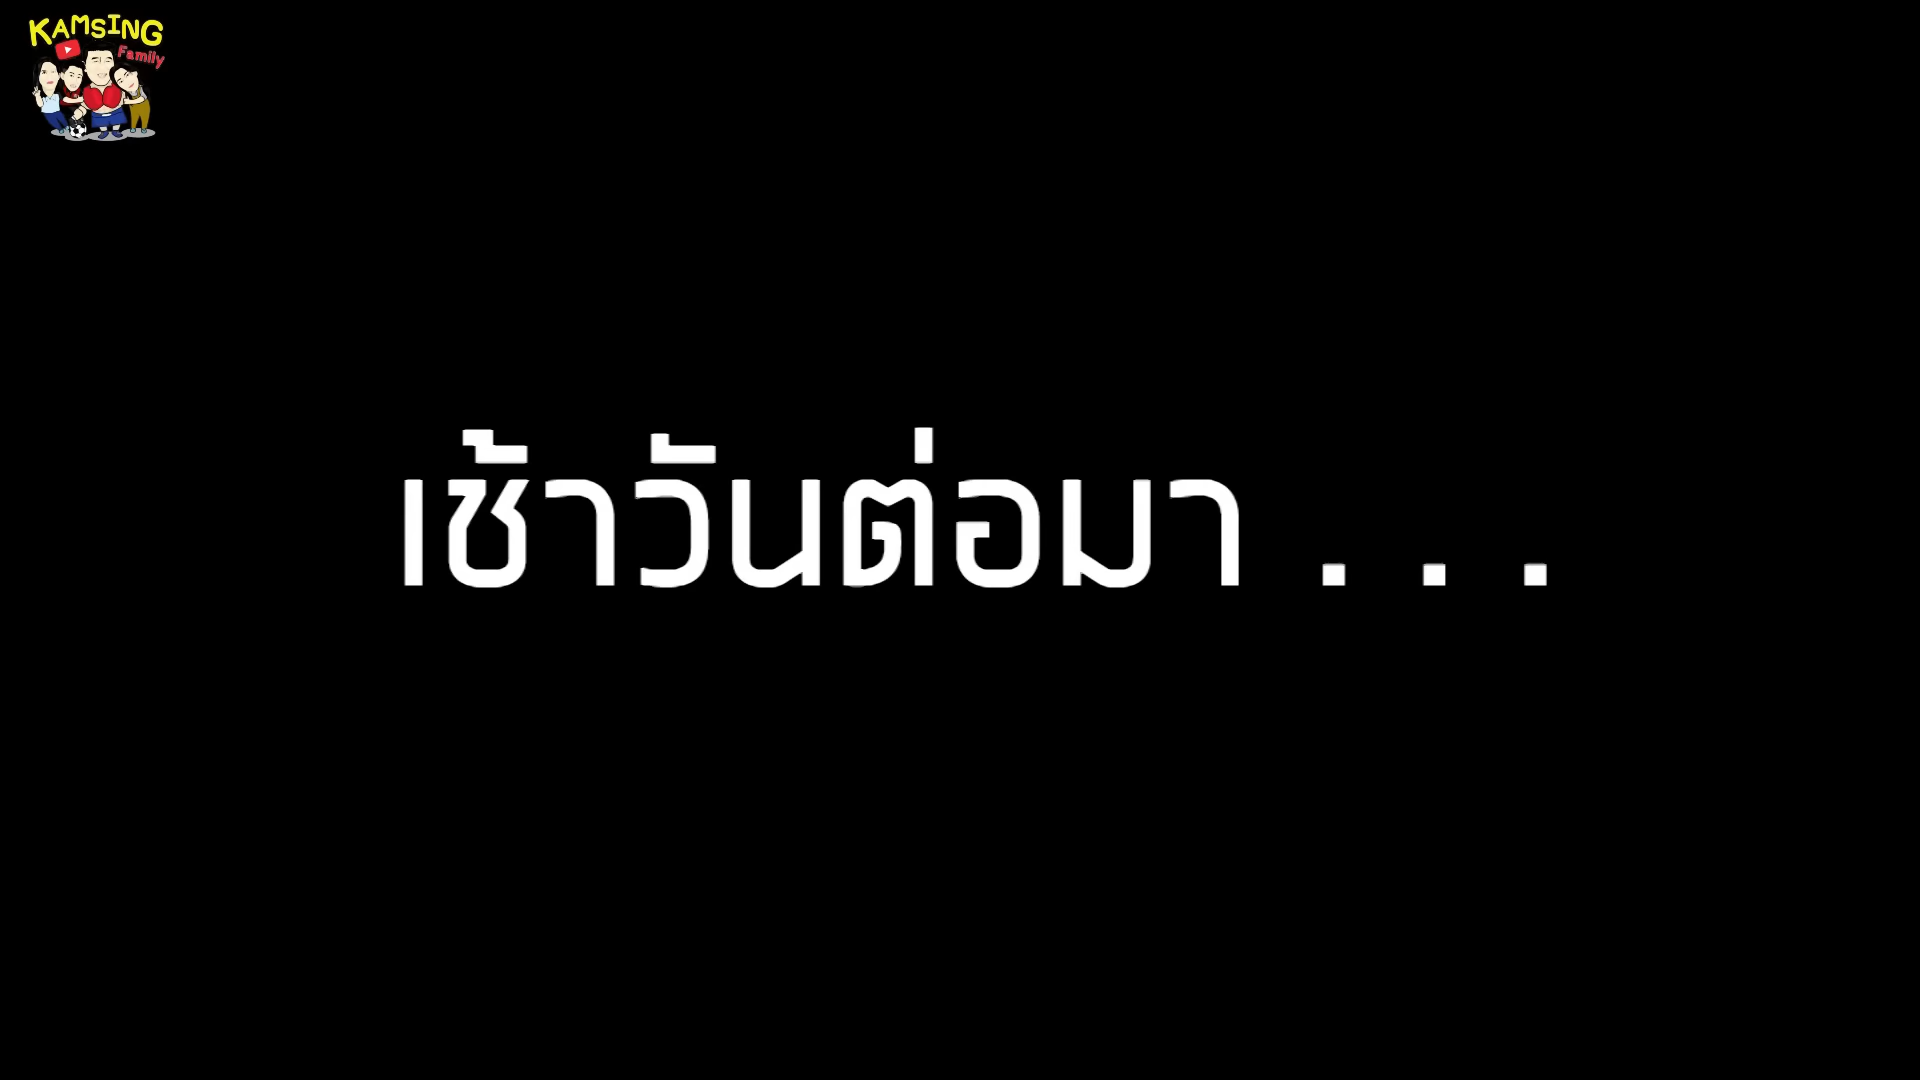 KAMSING
Family
เช้าวันต่อมา . . .